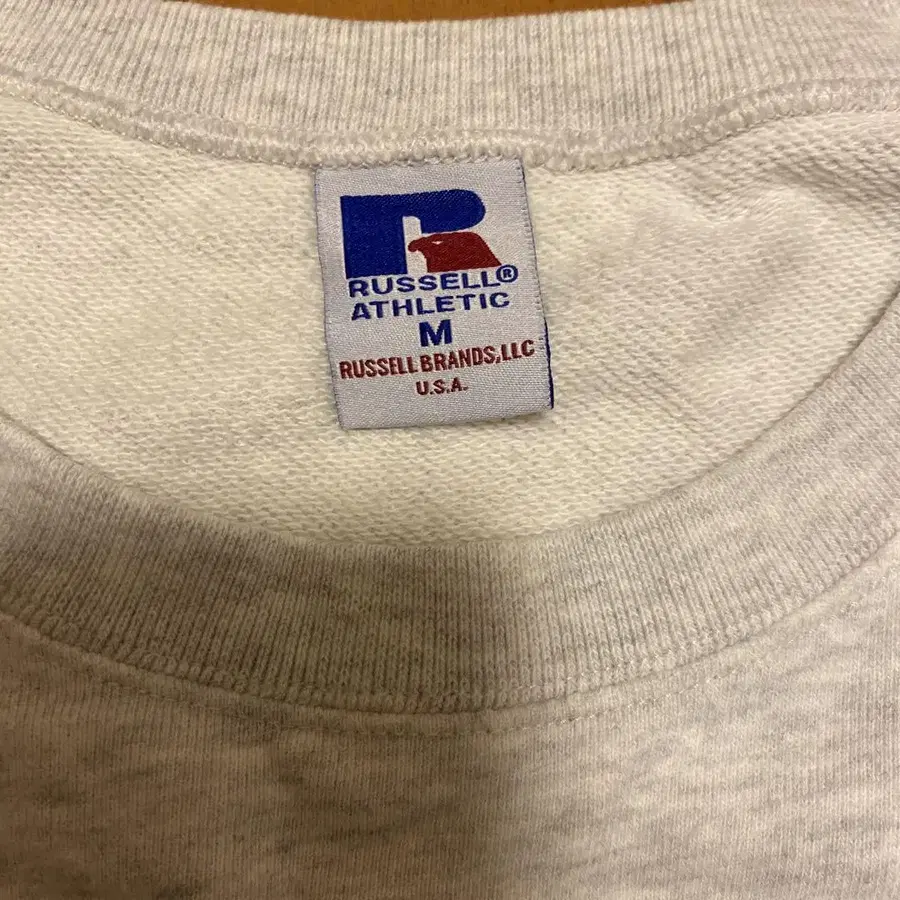 RUSSELL®
ATHLETIC
M
RUSSELL BRANDS, LLC
U.S.A.